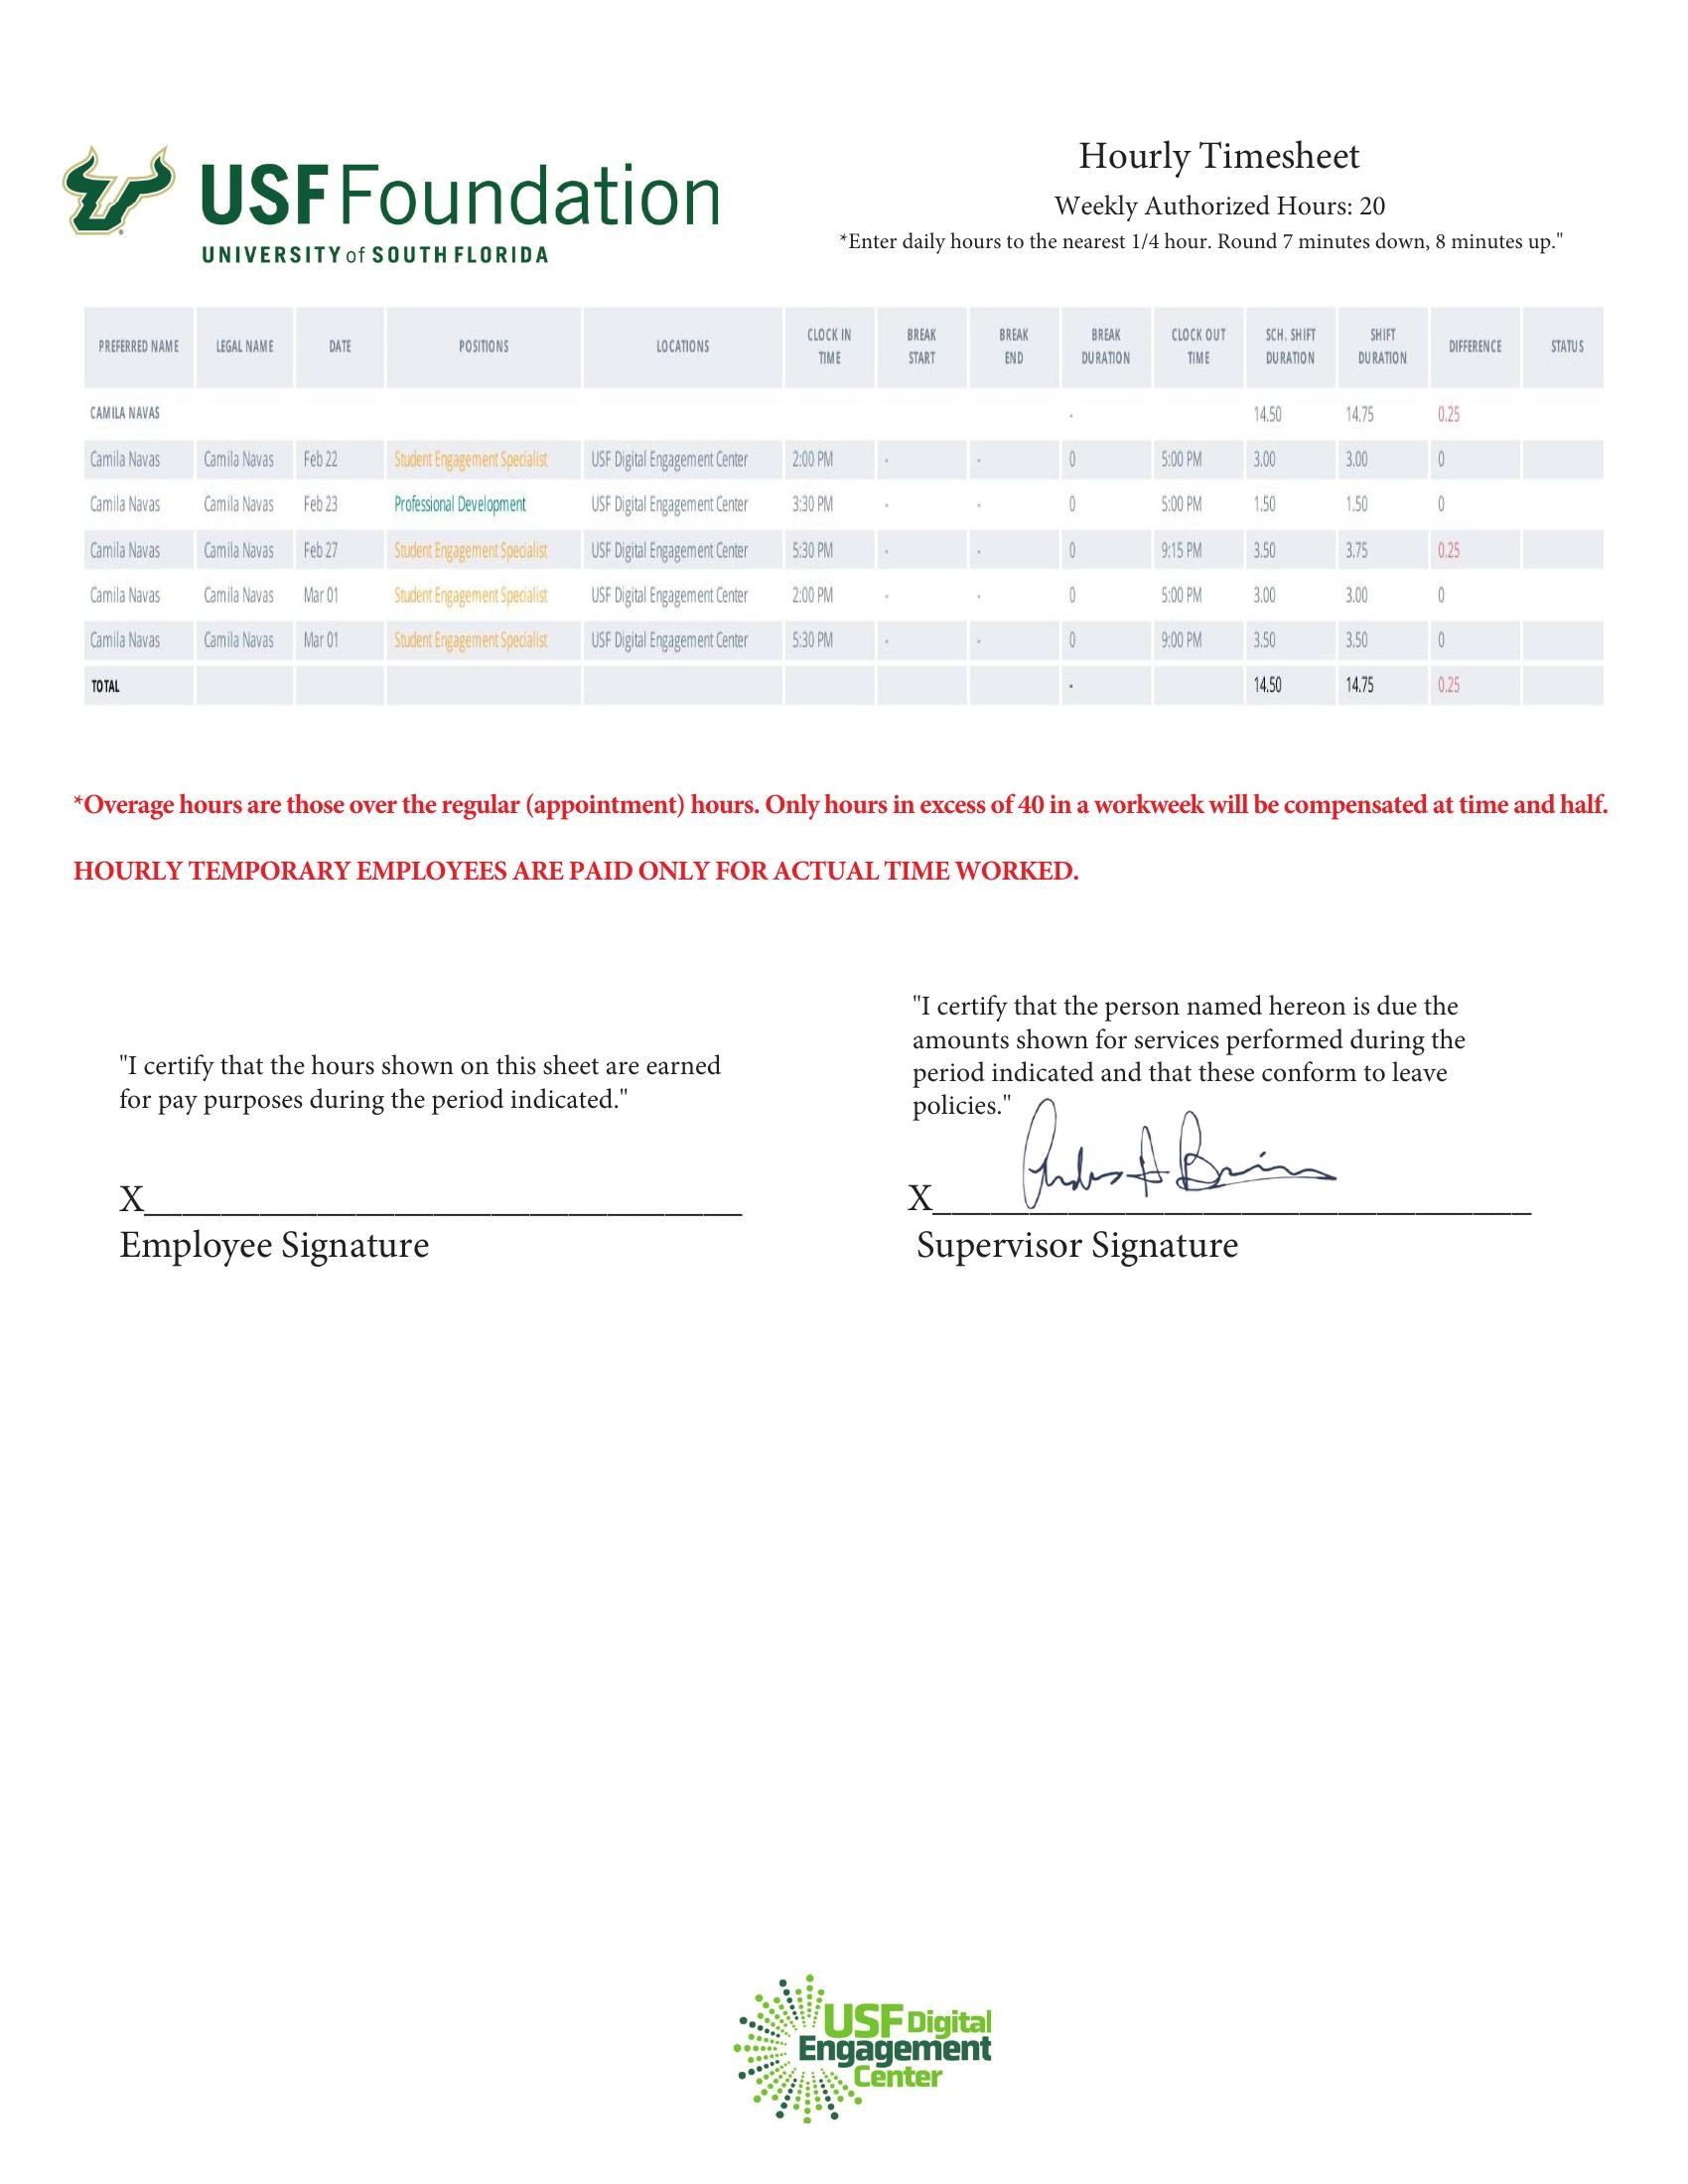 USF Foundation
UNIVERSITY of SOUTH FLORIDA
Hourly Timesheet
Weekly Authorized Hours: 20
*Enter daily hours to the nearest 1/4 hour. Round 7 minutes down, 8 minutes up."
PREFERRED NAME LEGAL NAME DATE POSITIONS LOCATIONS CLOCK IN TIME BREAK START BREAK END BREAK DURATION CLOCK OUT TIME SCH. SHIFT DURATION SHIFT DURATION DIFFERENCE STATUS
CAMILA NAVAS - 14.50 14.75 0.25
Camila Navas Camila Navas Feb 22 Student Engagement Specialist USF Digital Engagement Center 2:00 PM - - 0 5:00 PM 3.00 3.00 0
Camila Navas Camila Navas Feb 23 Professional Development USF Digital Engagement Center 3:30 PM - - 0 5:00 PM 1.50 1.50 0
Camila Navas Camila Navas Feb 27 Student Engagement Specialist USF Digital Engagement Center 5:30 PM - - 0 9:15 PM 3.50 3.75 0.25
Camila Navas Camila Navas Mar 01 Student Engagement Specialist USF Digital Engagement Center 2:00 PM - - 0 5:00 PM 3.00 3.00 0
Camila Navas Camila Navas Mar 01 Student Engagement Specialist USF Digital Engagement Center 5:30 PM - - 0 9:00 PM 3.50 3.50 0
TOTAL - 14.50 14.75 0.25
*Overage hours are those over the regular (appointment) hours. Only hours in excess of 40 in a workweek will be compensated at time and half.
HOURLY TEMPORARY EMPLOYEES ARE PAID ONLY FOR ACTUAL TIME WORKED.
"I certify that the hours shown on this sheet are earned
for pay purposes during the period indicated."
X
Employee Signature
"I certify that the person named hereon is due the
amounts shown for services performed during the
period indicated and that these conform to leave
policies."
X
Supervisor Signature
USF Digital
Engagement
Center